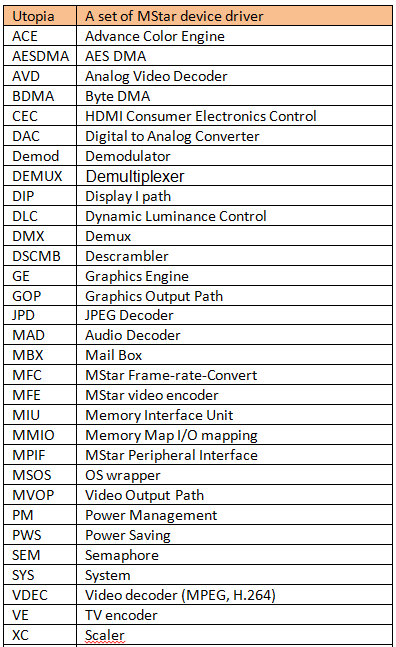 Utopia A set of MStar device driver
ACE Advance Color Engine
AESDMA AES DMA
AVD Analog Video Decoder
BDMA Byte DMA
CEC HDMI Consumer Electronics Control
DAC Digital to Analog Converter
Demod Demodulator
DEMUX Demultiplexer
DIP Display I path
DLC Dynamic Luminance Control
DMX Demux
DSCMB Descrambler
GE Graphics Engine
GOP Graphics Output Path
JPD JPEG Decoder
MAD Audio Decoder
MBX Mail Box
MFC MStar Frame-rate-Convert
MFE MStar video encoder
MIU Memory Interface Unit
MMIO Memory Map I/O mapping
MPIF MStar Peripheral Interface
MSOS OS wrapper
MVOP Video Output Path
PM Power Management
PWS Power Saving
SEM Semaphore
SYS System
VDEC Video decoder (MPEG, H.264)
VE TV encoder
XC Scaler